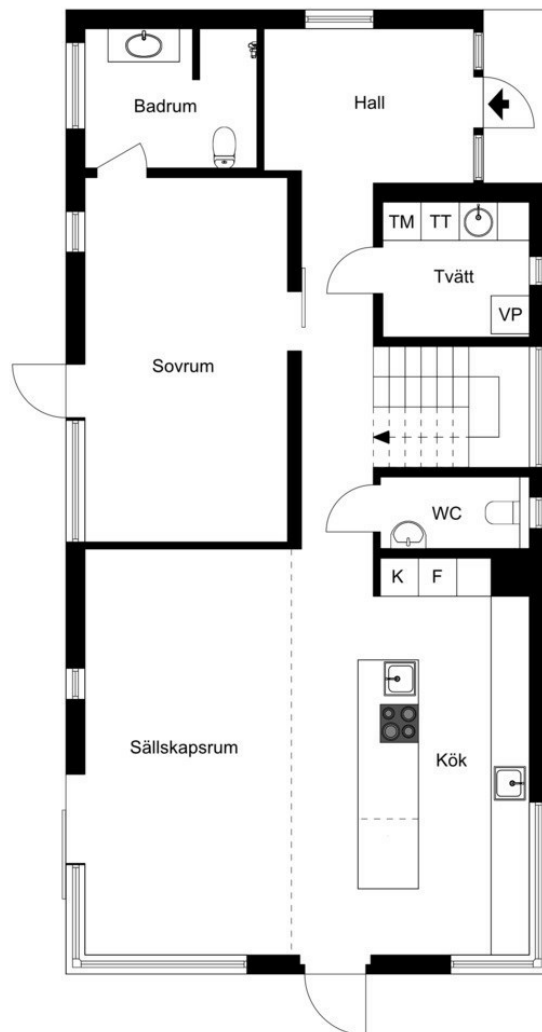 Badrum
Hall
TM TT
Tvätt
VP
Sovrum
WC
K F
Sällskapsrum
Kök